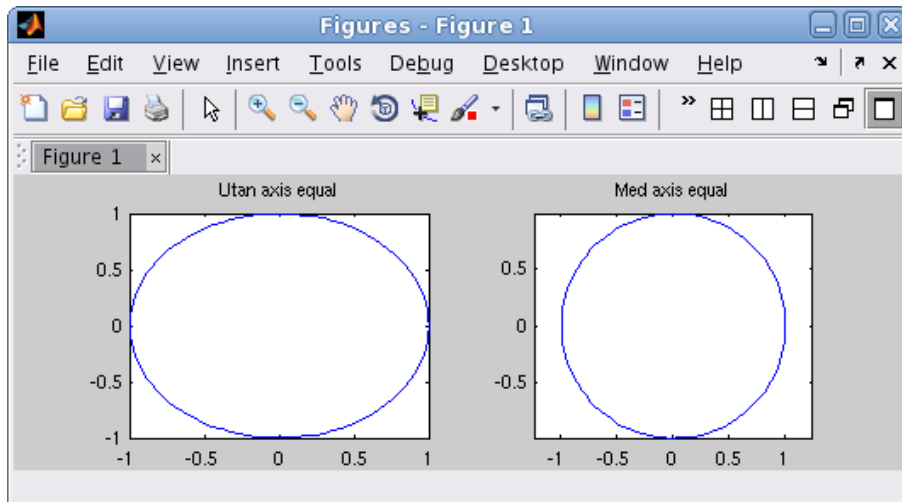 Figures - Figure 1
File Edit View Insert Tools Debug Desktop Window Help
Figure 1
Utan axis equal
1
0.5
0
-0.5
-1
-1 -0.5 0 0.5 1
Med axis equal
0.5
0
-0.5
-1 -0.5 0 0.5 1